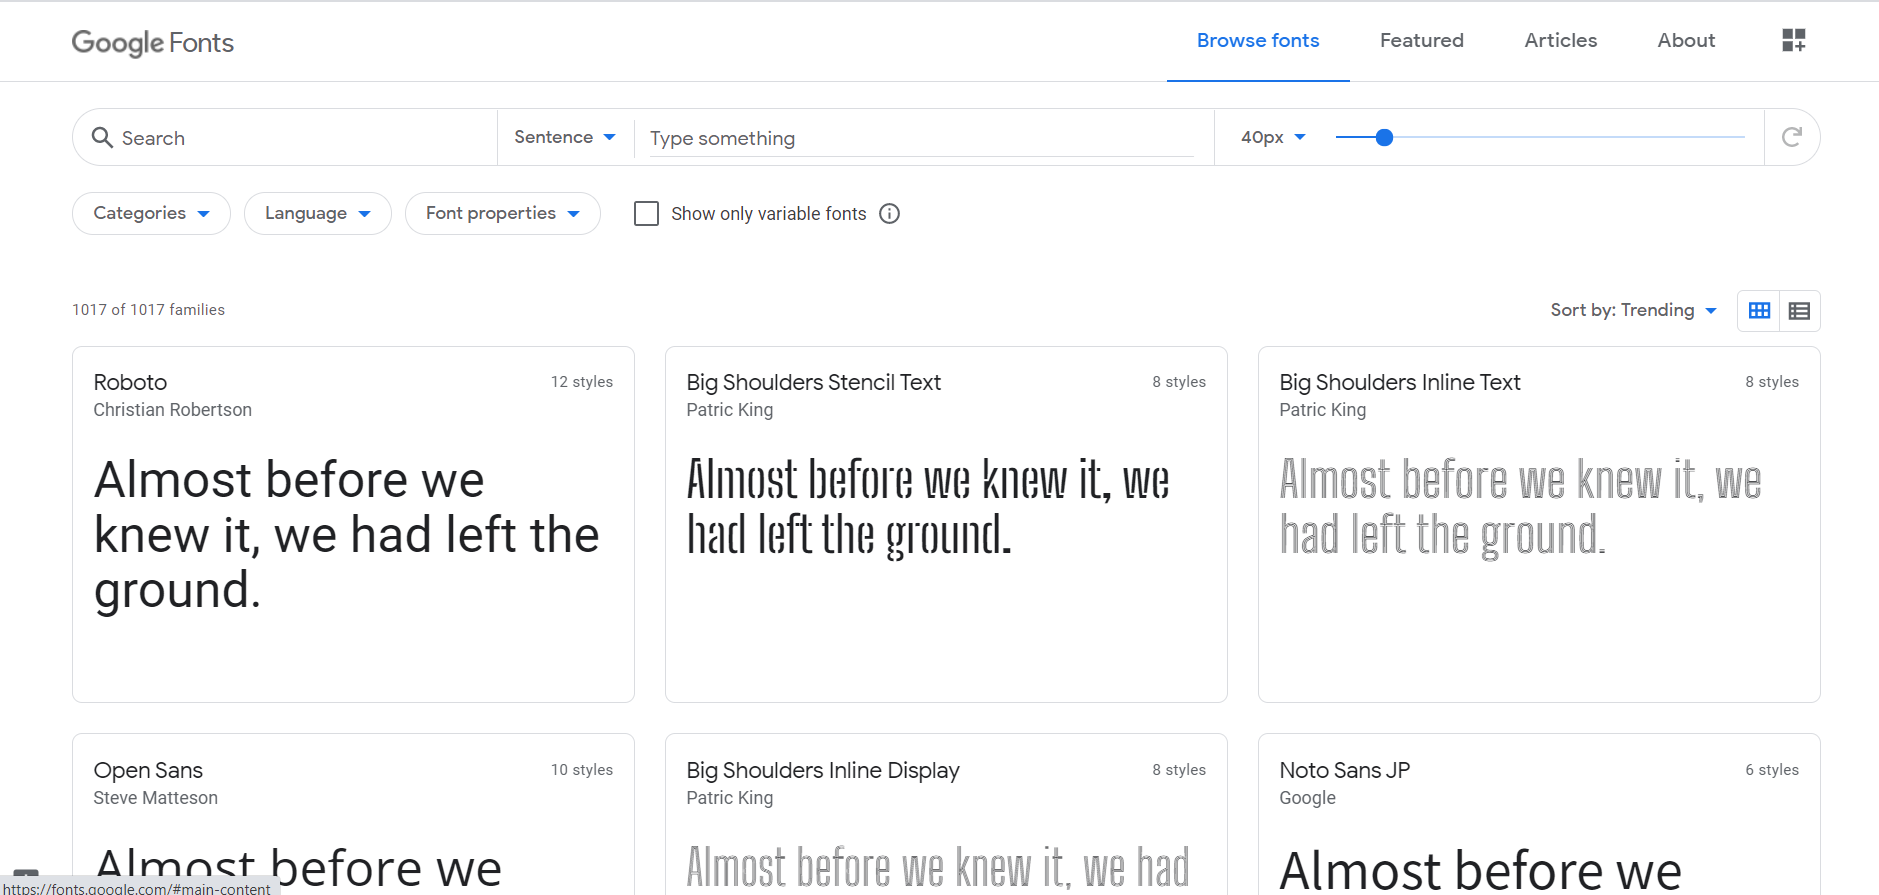 Google Fonts
Browse fonts
Featured
Articles
About
Search
Sentence
Type something
40px
Categories
Language
Font properties
Show only variable fonts
1017 of 1017 families
Sort by: Trending
Roboto
12 styles
Christian Robertson
Almost before we
knew it, we had left the
ground.
Big Shoulders Stencil Text
8 styles
Patric King
Almost before we knew it, we
had left the ground.
Big Shoulders Inline Text
8 styles
Patric King
Almost before we knew it, we
had left the ground.
Open Sans
10 styles
Steve Matteson
Almost before we
Big Shoulders Inline Display
8 styles
Patric King
Almost before we knew it, we had
Noto Sans JP
6 styles
Google
Almost before we
https://fonts.google.com/#main-content